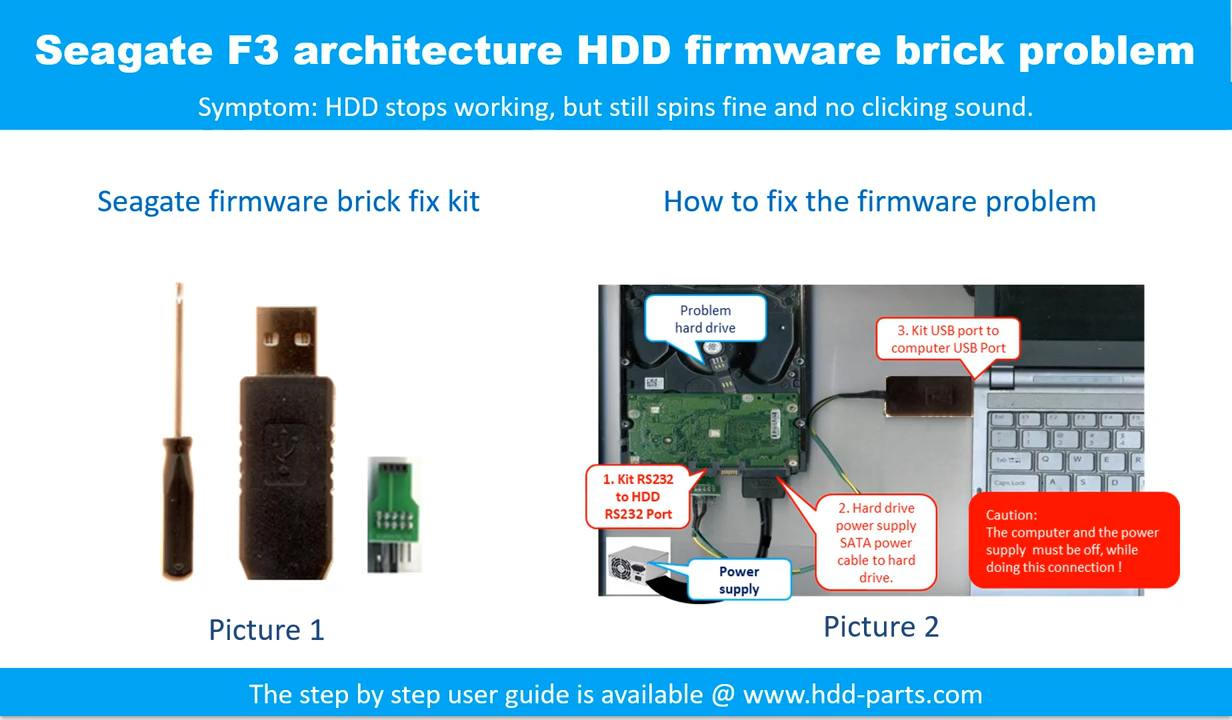 Seagate F3 architecture HDD firmware brick problem
Symptom: HDD stops working, but still spins fine and no clicking sound.
Seagate firmware brick fix kit
How to fix the firmware problem
Problem
hard drive
3. Kit USB port to
computer USB Port
1. Kit RS232
to HDD
RS232 Port
2. Hard drive
power supply
SATA power
cable to hard
drive.
Caution:
The computer and the power
supply must be off, while
doing this connection !
Power
supply
Picture 1
Picture 2
The step by step user guide is available @ www.hdd-parts.com